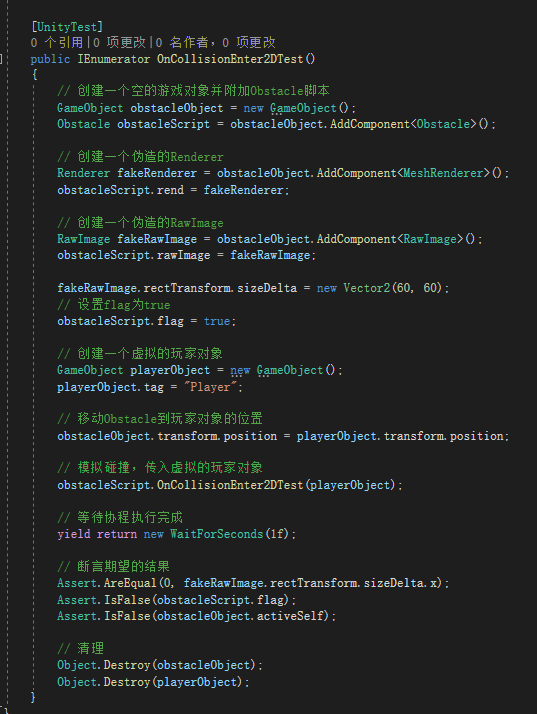 [UnityTest]
0 个引用|0 项更改|0 名作者，0 项更改
public IEnumerator OnCollisionEnter2DTest()
{
// 创建一个空的游戏对象并附加Obstacle脚本
GameObject obstacleObject = new GameObject();
Obstacle obstacleScript = obstacleObject.AddComponent<Obstacle>();
// 创建一个伪造的Renderer
Renderer fakeRenderer = obstacleObject.AddComponent<MeshRenderer>();
obstacleScript.rend = fakeRenderer;
// 创建一个伪造的RawImage
RawImage fakeRawImage = obstacleObject.AddComponent<RawImage>();
obstacleScript.rawImage = fakeRawImage;
fakeRawImage.rectTransform.sizeDelta = new Vector2(60, 60);
// 设置flag为true
obstacleScript.flag = true;
// 创建一个虚拟的玩家对象
GameObject playerObject = new GameObject();
playerObject.tag = "Player";
// 移动Obstacle到玩家对象的位置
obstacleObject.transform.position = playerObject.transform.position;
// 模拟碰撞，传入虚拟的玩家对象
obstacleScript.OnCollisionEnter2DTest(playerObject);
// 等待协程执行完成
yield return new WaitForSeconds(1f);
// 断言期望的结果
Assert.AreEqual(0, fakeRawImage.rectTransform.sizeDelta.x);
Assert.IsFalse(obstacleScript.flag);
Assert.IsFalse(obstacleObject.activeSelf);
// 清理
Object.Destroy(obstacleObject);
Object.Destroy(playerObject);
}
}